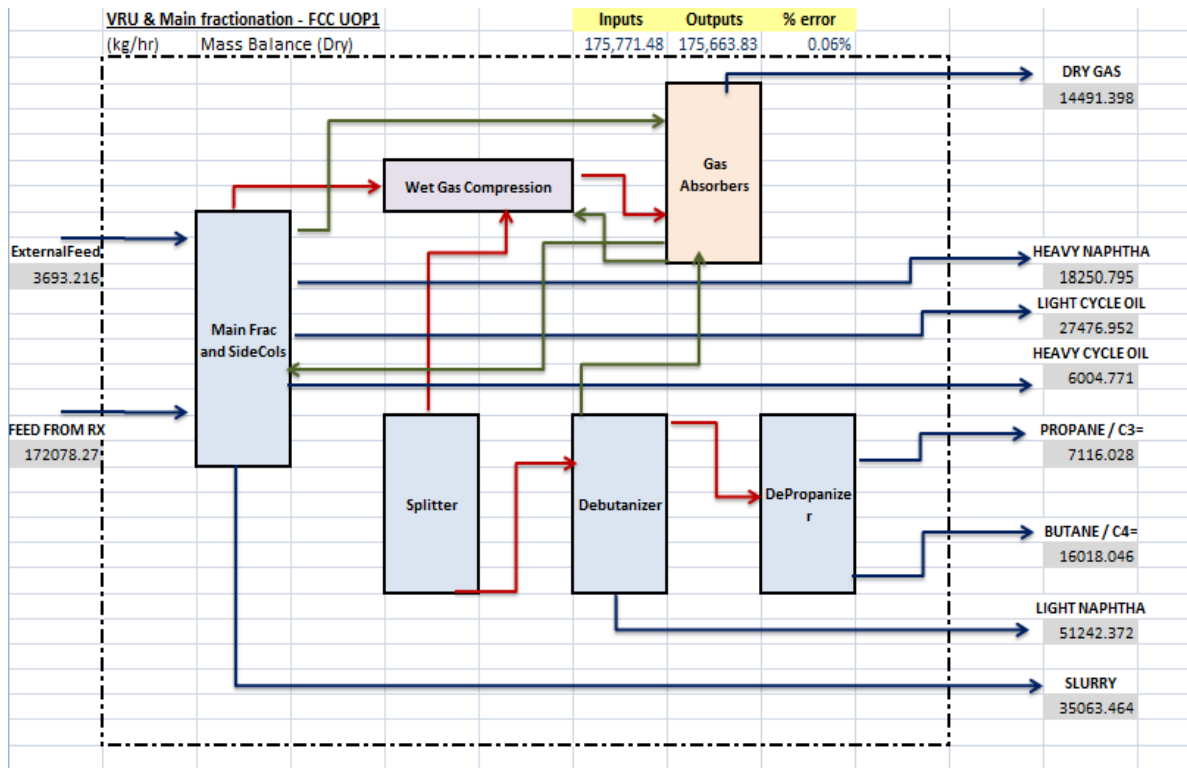 VRU & Main fractionation - FCC UOP1
Inputs Outputs % error
(kg/hr) Mass Balance (Dry) 175,771.48 175,663.83 0.06%
DRY GAS
14491.398
Gas
Absorbers
Wet Gas Compression
ExternalFeed
3693.216
HEAVY NAPHTHA
18250.795
LIGHT CYCLE OIL
27476.952
Main Frac
and SideCols
HEAVY CYCLE OIL
6004.771
FEED FROM RX
172078.27
PROPANE / C3=
7116.028
Splitter
Debutanizer
DePropanize
r
BUTANE / C4=
16018.046
LIGHT NAPHTHA
51242.372
SLURRY
35063.464